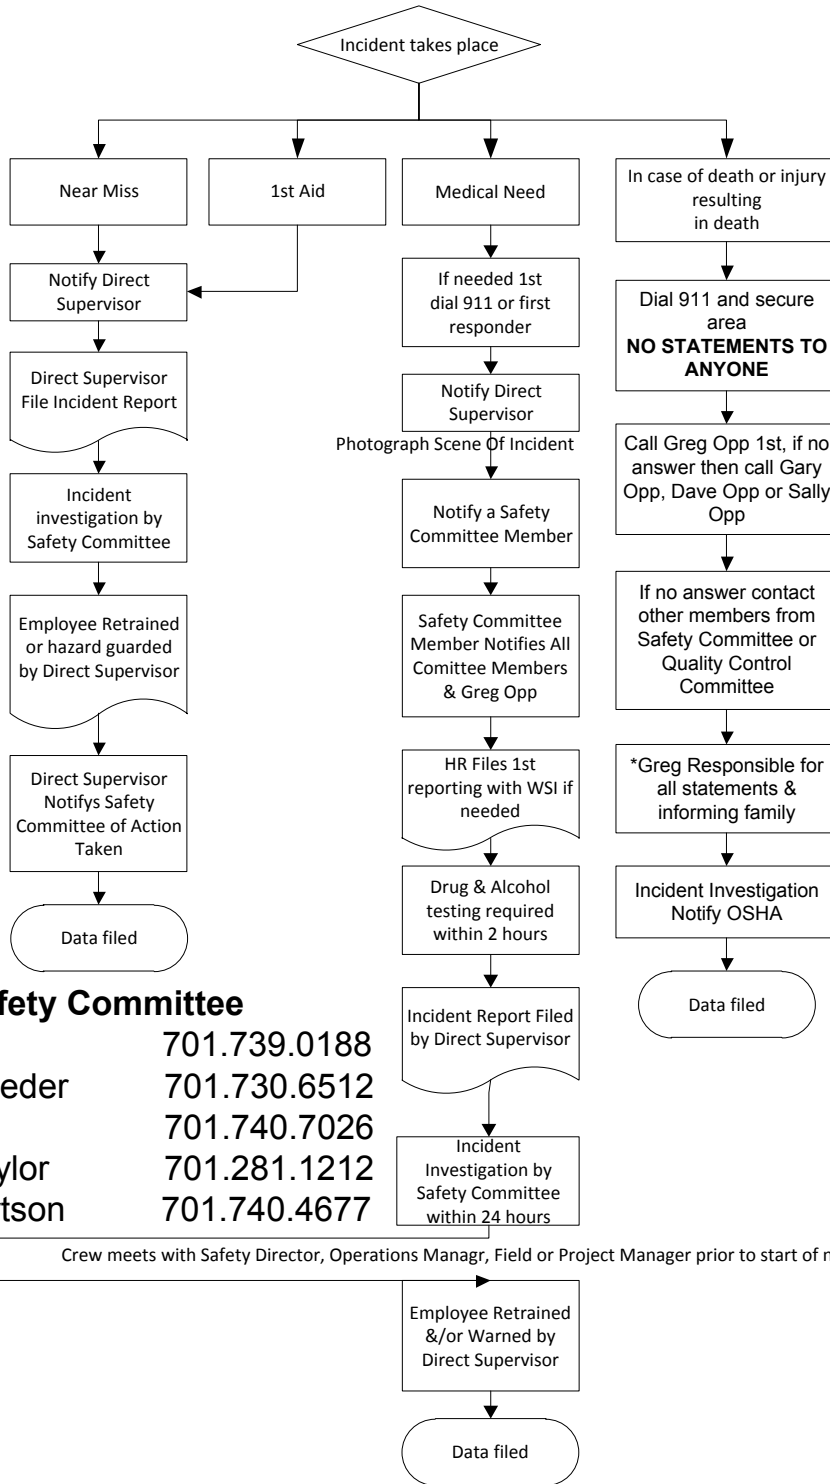 Incident takes place
Near Miss
1st Aid
Medical Need
In case of death or injury
resulting
in death
Notify Direct
Supervisor
Direct Supervisor
File Incident Report
Incident
investigation by
Safety Committee
Employee Retrained
or hazard guarded
by Direct Supervisor
Direct Supervisor
Notifys Safety
Committee of Action
Taken
Data filed
If needed 1st
dial 911 or first
responder
Notify Direct
Supervisor
Photograph Scene Of Incident
Notify a Safety
Committee Member
Safety Committee
Member Notifies All
Comittee Members
& Greg Opp
HR Files 1st
reporting with WSI if
needed
Drug & Alcohol
testing required
within 2 hours
Incident Report Filed
by Direct Supervisor
Incident
Investigation by
Safety Committee
within 24 hours
Dial 911 and secure
area
NO STATEMENTS TO
ANYONE
Call Greg Opp 1st, if no
answer then call Gary
Opp, Dave Opp or Sally
Opp
If no answer contact
other members from
Safety Committee or
Quality Control
Committee
*Greg Responsible for
all statements &
informing family
Incident Investigation
Notify OSHA
Data filed
fety Committee
701.739.0188
eder 701.730.6512
701.740.7026
ylor 701.281.1212
tson 701.740.4677
Crew meets with Safety Director, Operations Managr, Field or Project Manager prior to start of
Employee Retrained
&/or Warned by
Direct Supervisor
Data filed